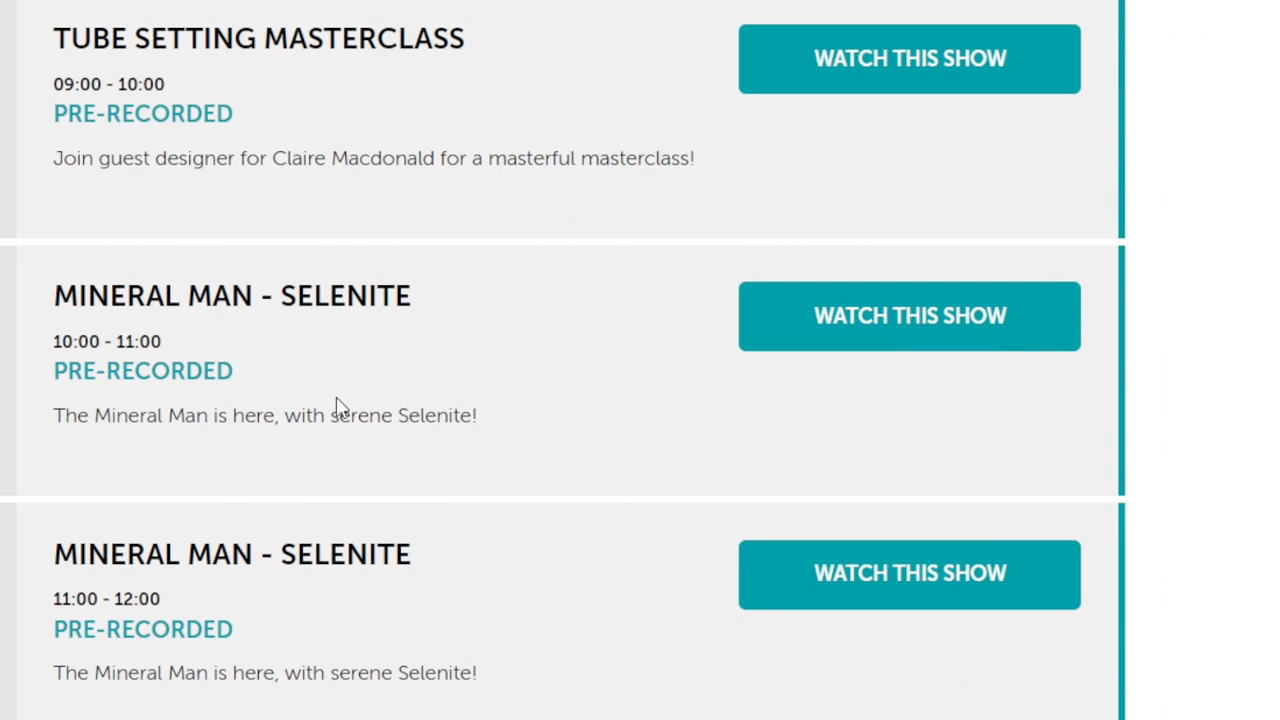 TUBE SETTING MASTERCLASS
WATCH THIS SHOW
09:00 - 10:00
PRE-RECORDED
Join guest designer for Claire Macdonald for a masterful masterclass!
MINERAL MAN - SELENITE
WATCH THIS SHOW
10:00 - 11:00
PRE-RECORDED
The Mineral Man is here, with serene Selenite!
MINERAL MAN - SELENITE
WATCH THIS SHOW
11:00 - 12:00
PRE-RECORDED
The Mineral Man is here, with serene Selenite!